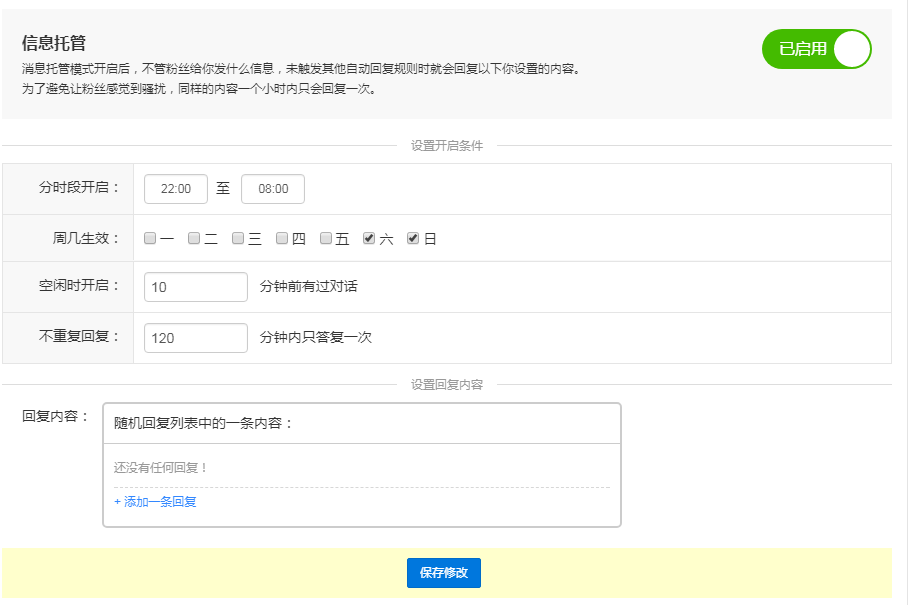 信息托管
已启用
消息托管模式开启后，不管粉丝给你发什么信息，未触发其他自动回复规则时就会回复以下你设置的内容。
为了避免让粉丝感觉到骚扰，同样的内容一个小时内只会回复一次。
设置开启条件
分时段开启： 22:00 至 08:00
周几生效： 一 二 三 四 五 六 日
空闲时开启： 10 分钟前有过对话
不重复回复： 120 分钟内只答复一次
设置回复内容
回复内容： 随机回复列表中的一条内容：
还没有任何回复！
+ 添加一条回复
保存修改